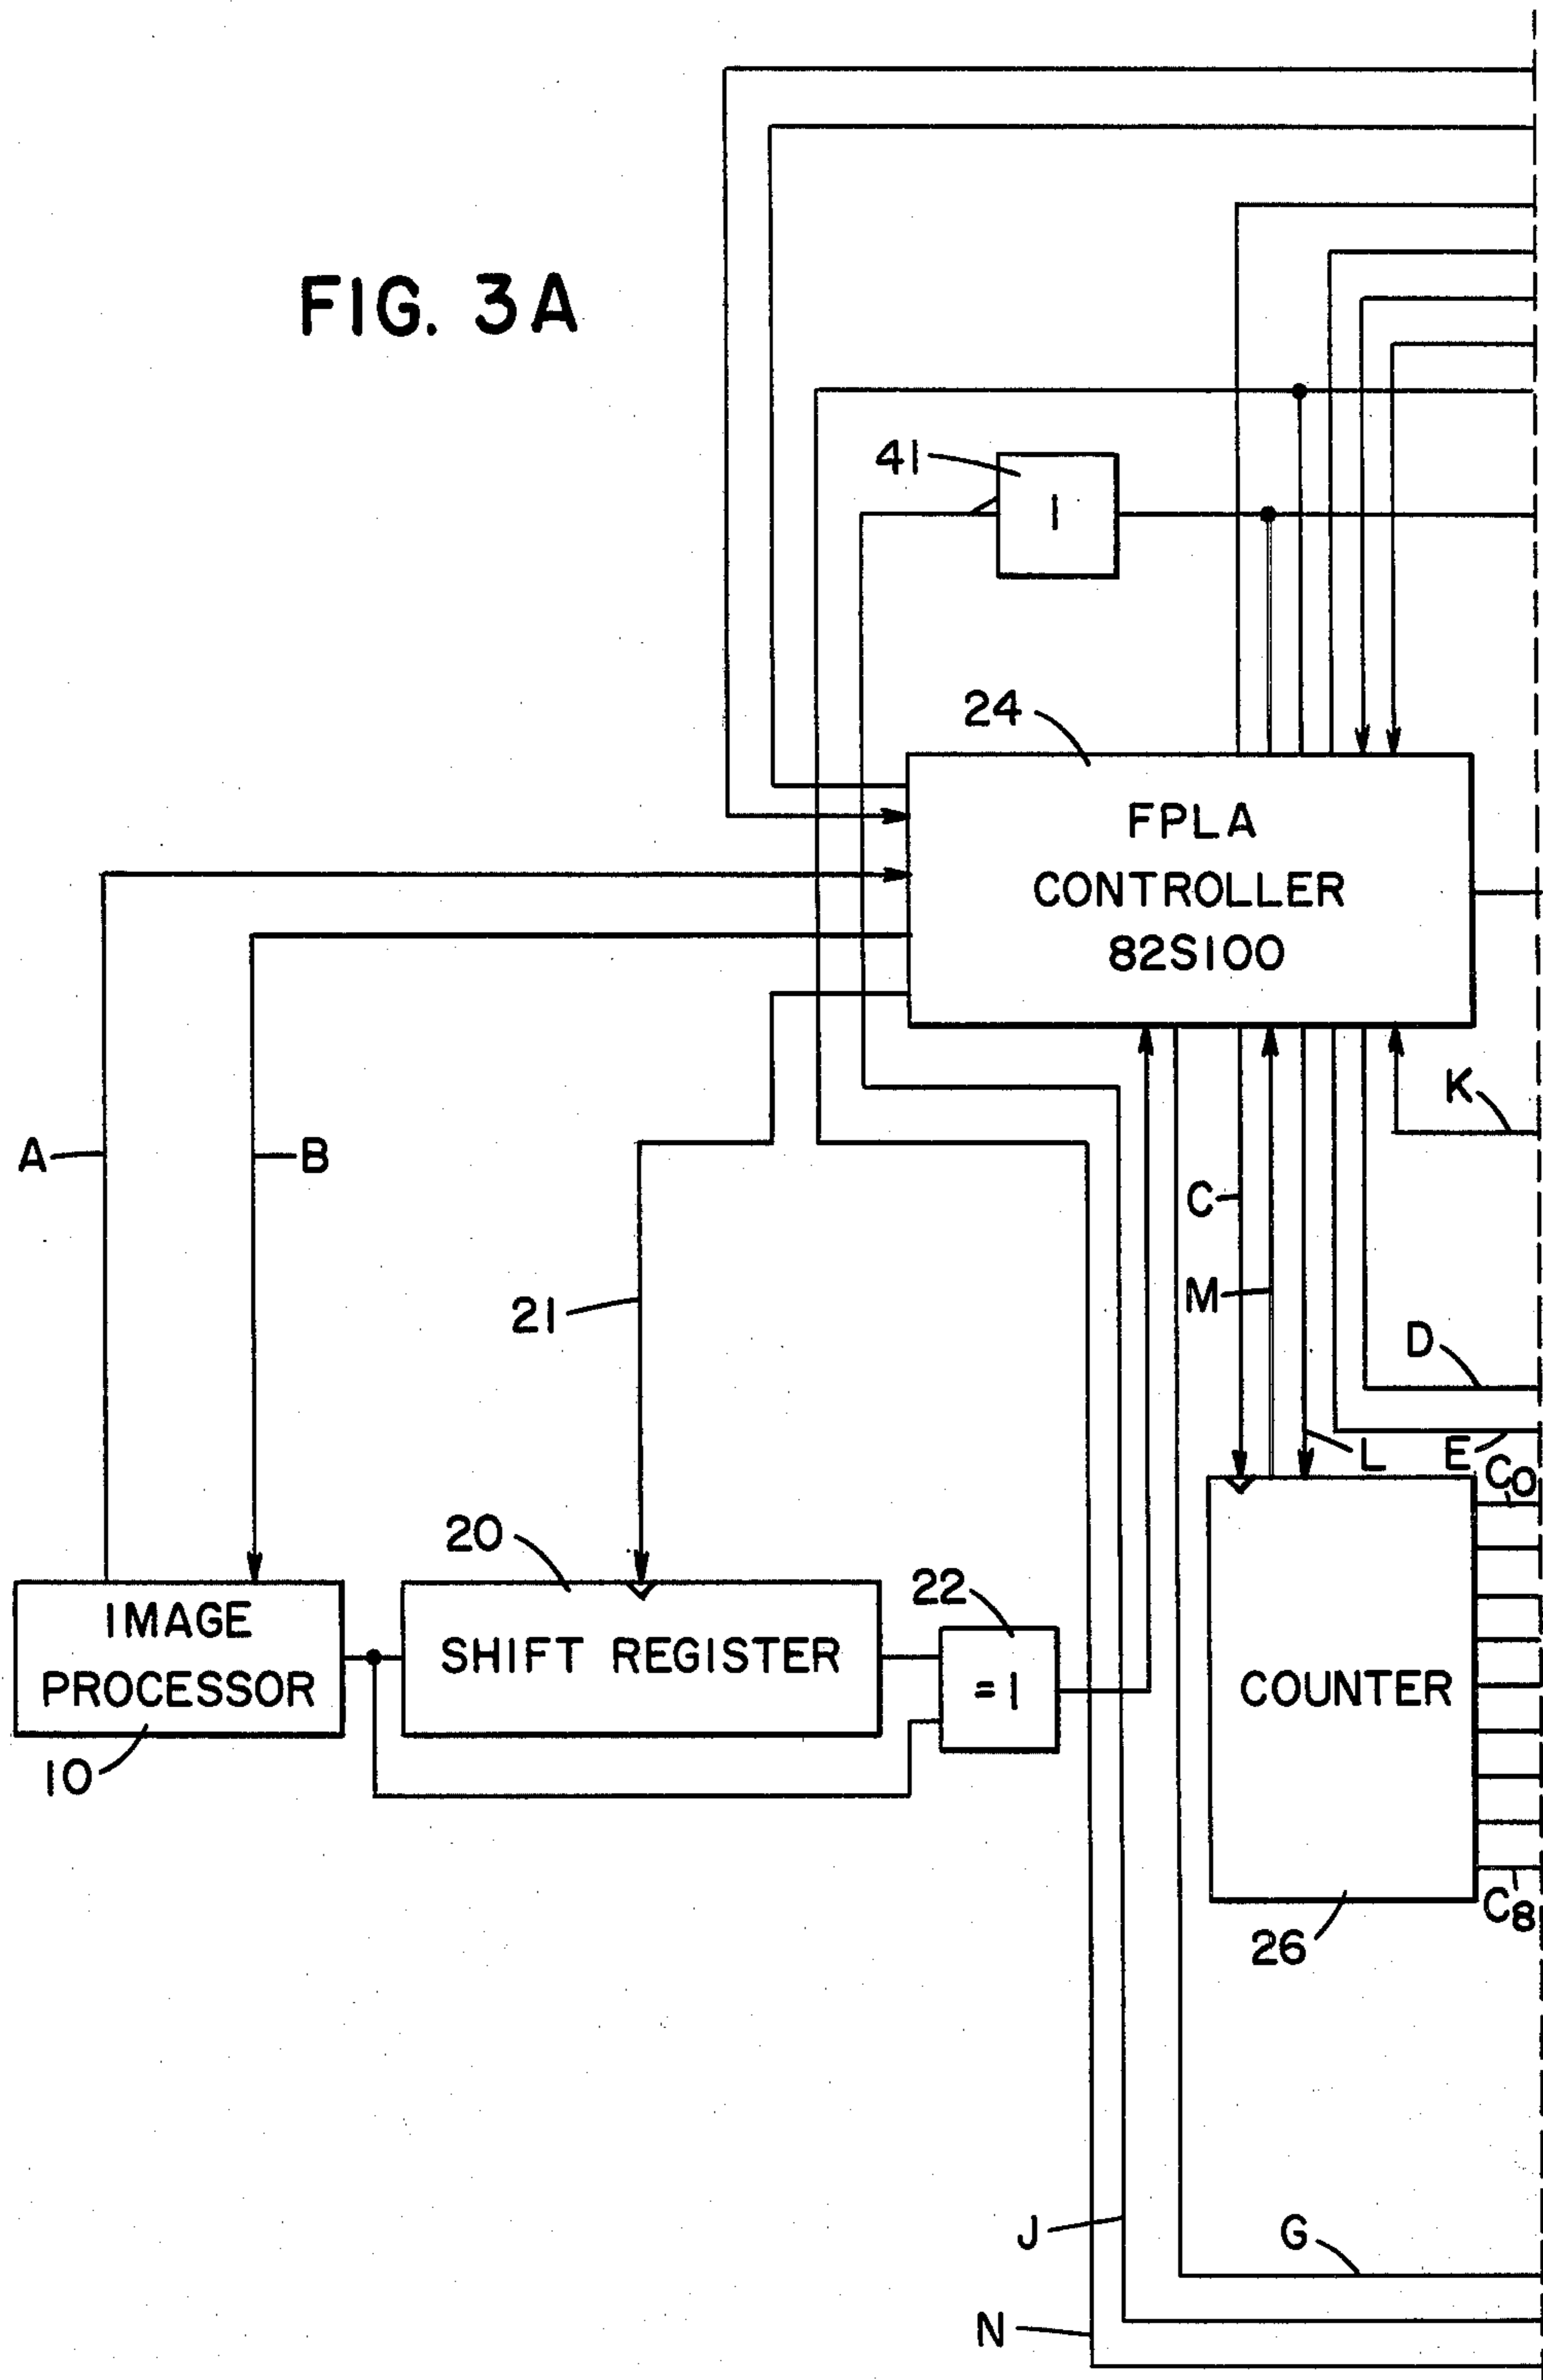 FIG. 3A
41
1
24
FPLA
CONTROLLER
82S100
K
A
B
C
M
21
D
L
E
C0
20
22
IMAGE
PROCESSOR
SHIFT REGISTER
=1
COUNTER
10
C8
26
J
G
N